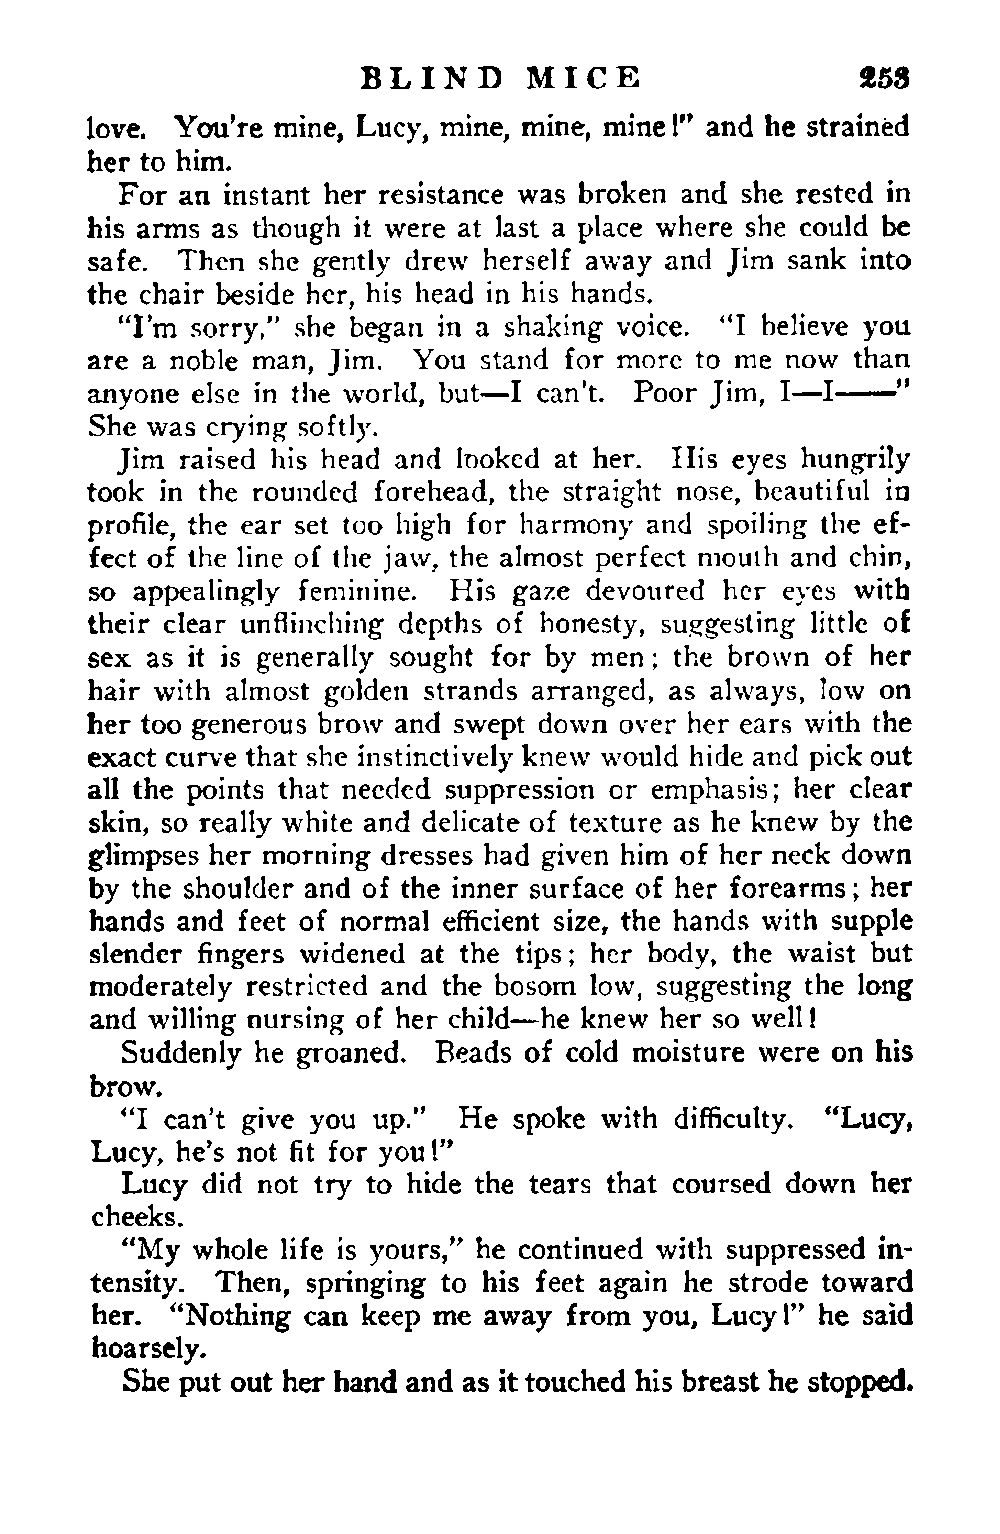 BLIND MICE 253
love. You're mine, Lucy, mine, mine, mine!" and he strained
her to him.
For an instant her resistance was broken and she rested in
his arms as though it were at last a place where she could be
safe. Then she gently drew herself away and Jim sank into
the chair beside her, his head in his hands.
"I'm sorry," she began in a shaking voice. "I believe you
are a noble man, Jim. You stand for more to me now than
anyone else in the world, but—I can't. Poor Jim, I—I——"
She was crying softly.
Jim raised his head and looked at her. His eyes hungrily
took in the rounded forehead, the straight nose, beautiful in
profile, the ear set too high for harmony and spoiling the ef-
fect of the line of the jaw, the almost perfect mouth and chin,
so appealingly feminine. His gaze devoured her eyes with
their clear unflinching depths of honesty, suggesting little of
sex as it is generally sought for by men; the brown of her
hair with almost golden strands arranged, as always, low on
her too generous brow and swept down over her ears with the
exact curve that she instinctively knew would hide and pick out
all the points that needed suppression or emphasis; her clear
skin, so really white and delicate of texture as he knew by the
glimpses her morning dresses had given him of her neck down
by the shoulder and of the inner surface of her forearms; her
hands and feet of normal efficient size, the hands with supple
slender fingers widened at the tips; her body, the waist but
moderately restricted and the bosom low, suggesting the long
and willing nursing of her child—he knew her so well!
Suddenly he groaned. Beads of cold moisture were on his
brow.
"I can't give you up." He spoke with difficulty. "Lucy,
Lucy, he's not fit for you!"
Lucy did not try to hide the tears that coursed down her
cheeks.
"My whole life is yours," he continued with suppressed in-
tensity. Then, springing to his feet again he strode toward
her. "Nothing can keep me away from you, Lucy!" he said
hoarsely.
She put out her hand and as it touched his breast he stopped.